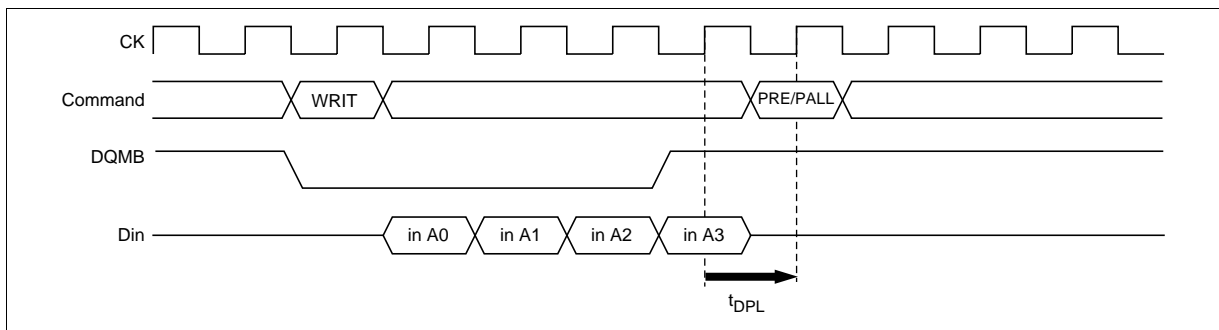 CK
Command WRIT PRE/PALL
DQMB
Din in A0 in A1 in A2 in A3
tDPL